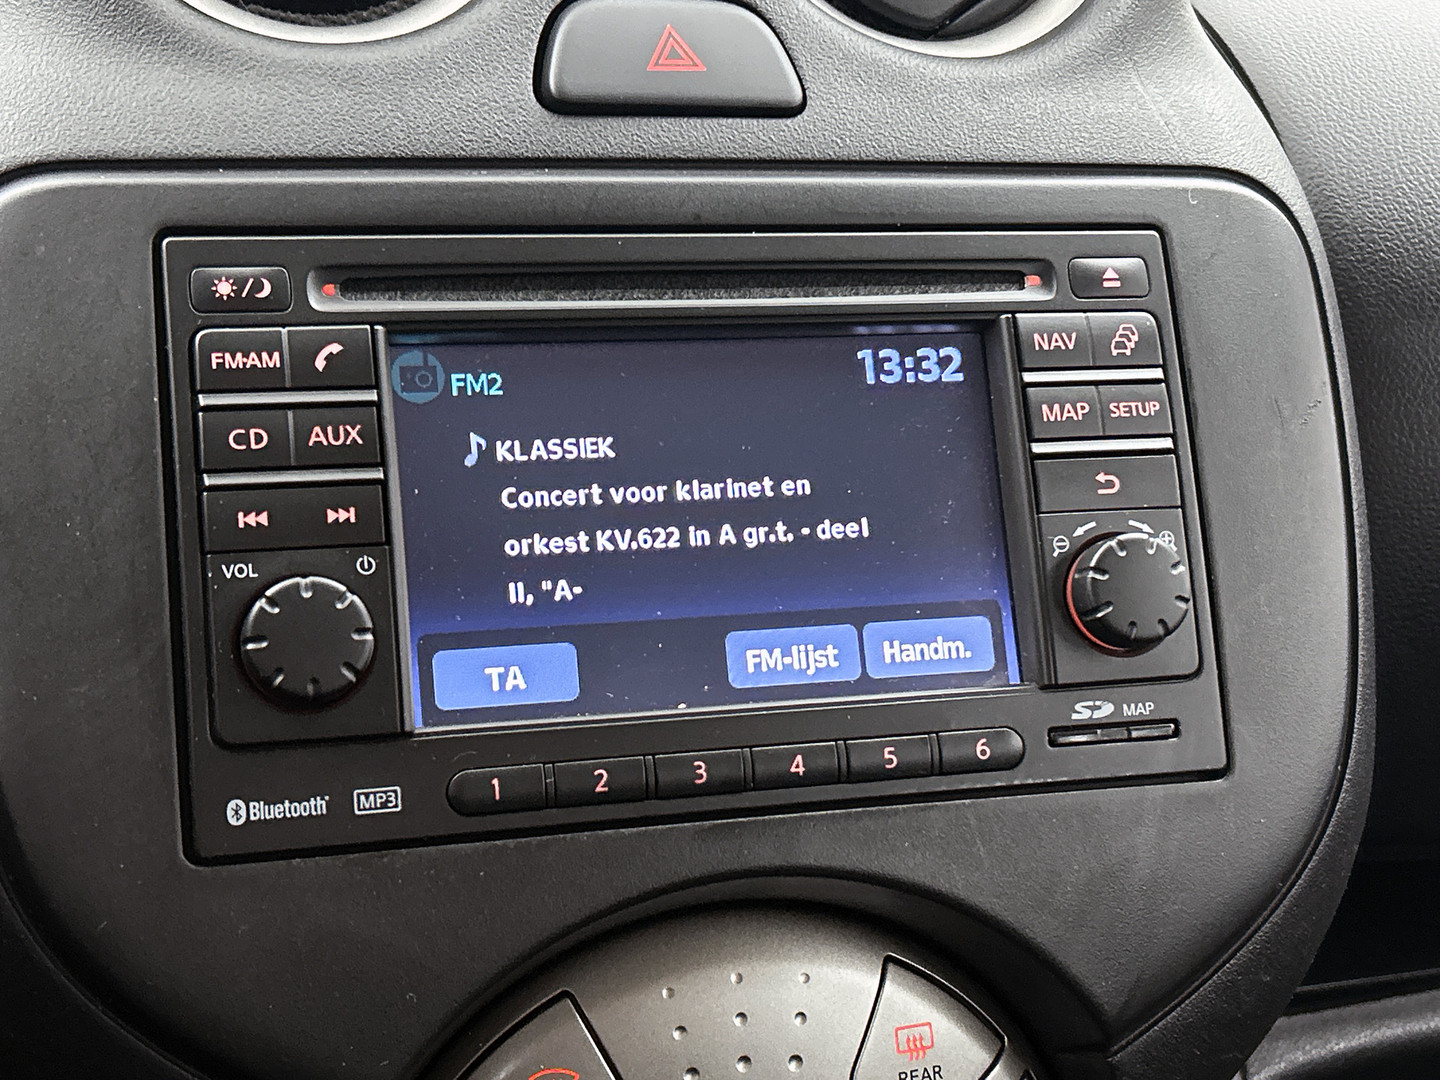 FM·AM
CD
AUX
VOL
FM2
13:32
KLASSIEK
Concert voor klarinet en
orkest KV.622 in A gr.t. - deel
II, "A-
TA
FM-lijst
Handm.
NAV
MAP
SETUP
SD MAP
1 2 3 4 5 6
Bluetooth
MP3
REAR